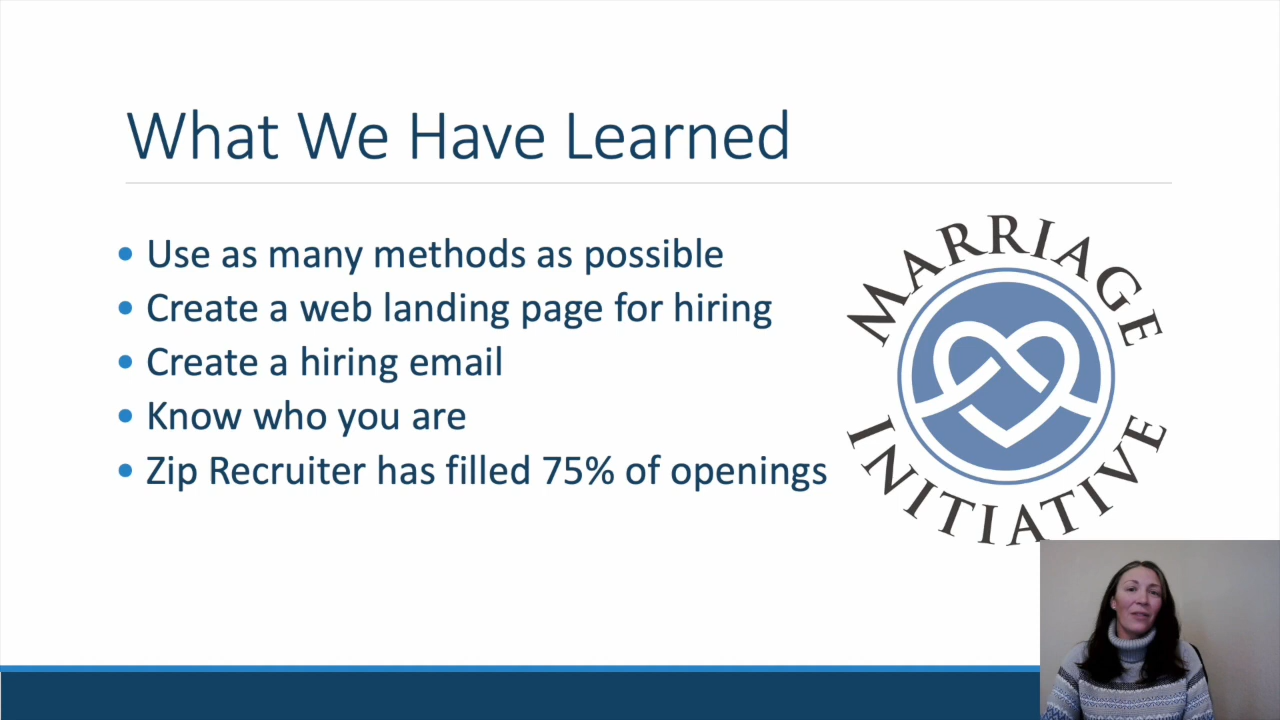 What We Have Learned
• Use as many methods as possible
• Create a web landing page for hiring
• Create a hiring email
• Know who you are
• Zip Recruiter has filled 75% of openings
MARRIAGE
INITIATIVE